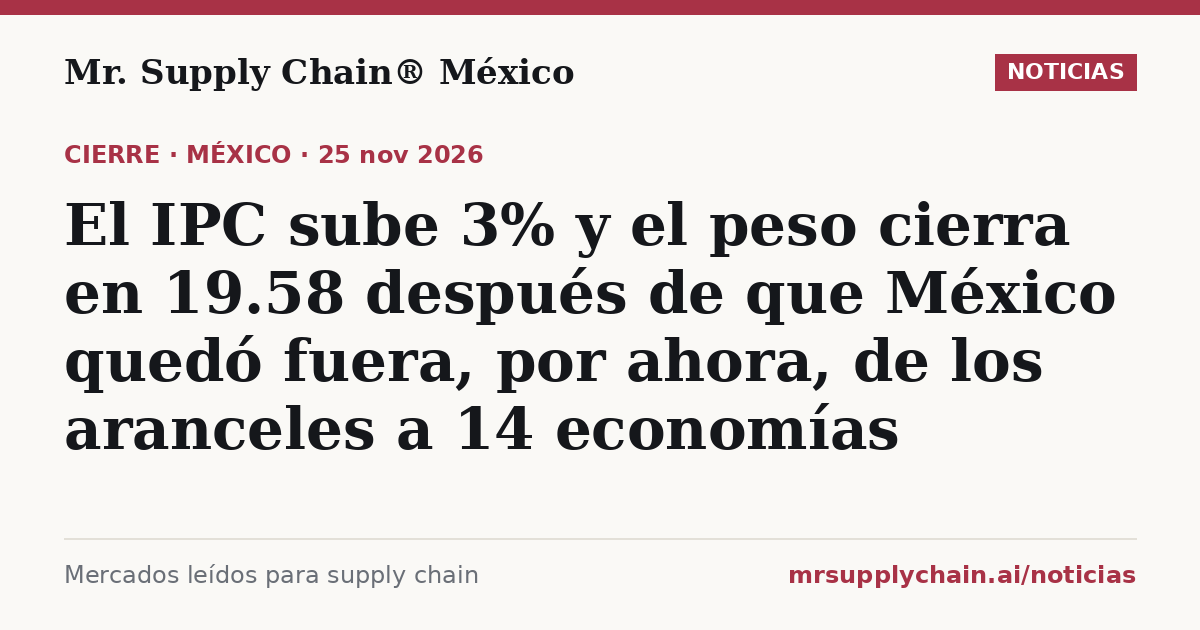 Mr. Supply Chain® México
NOTICIAS
CIERRE · MÉXICO · 25 nov 2026
El IPC sube 3% y el peso cierra
en 19.58 después de que México
quedó fuera, por ahora, de los
aranceles a 14 economías
Mercados leídos para supply chain
mrsupplychain.ai/noticias